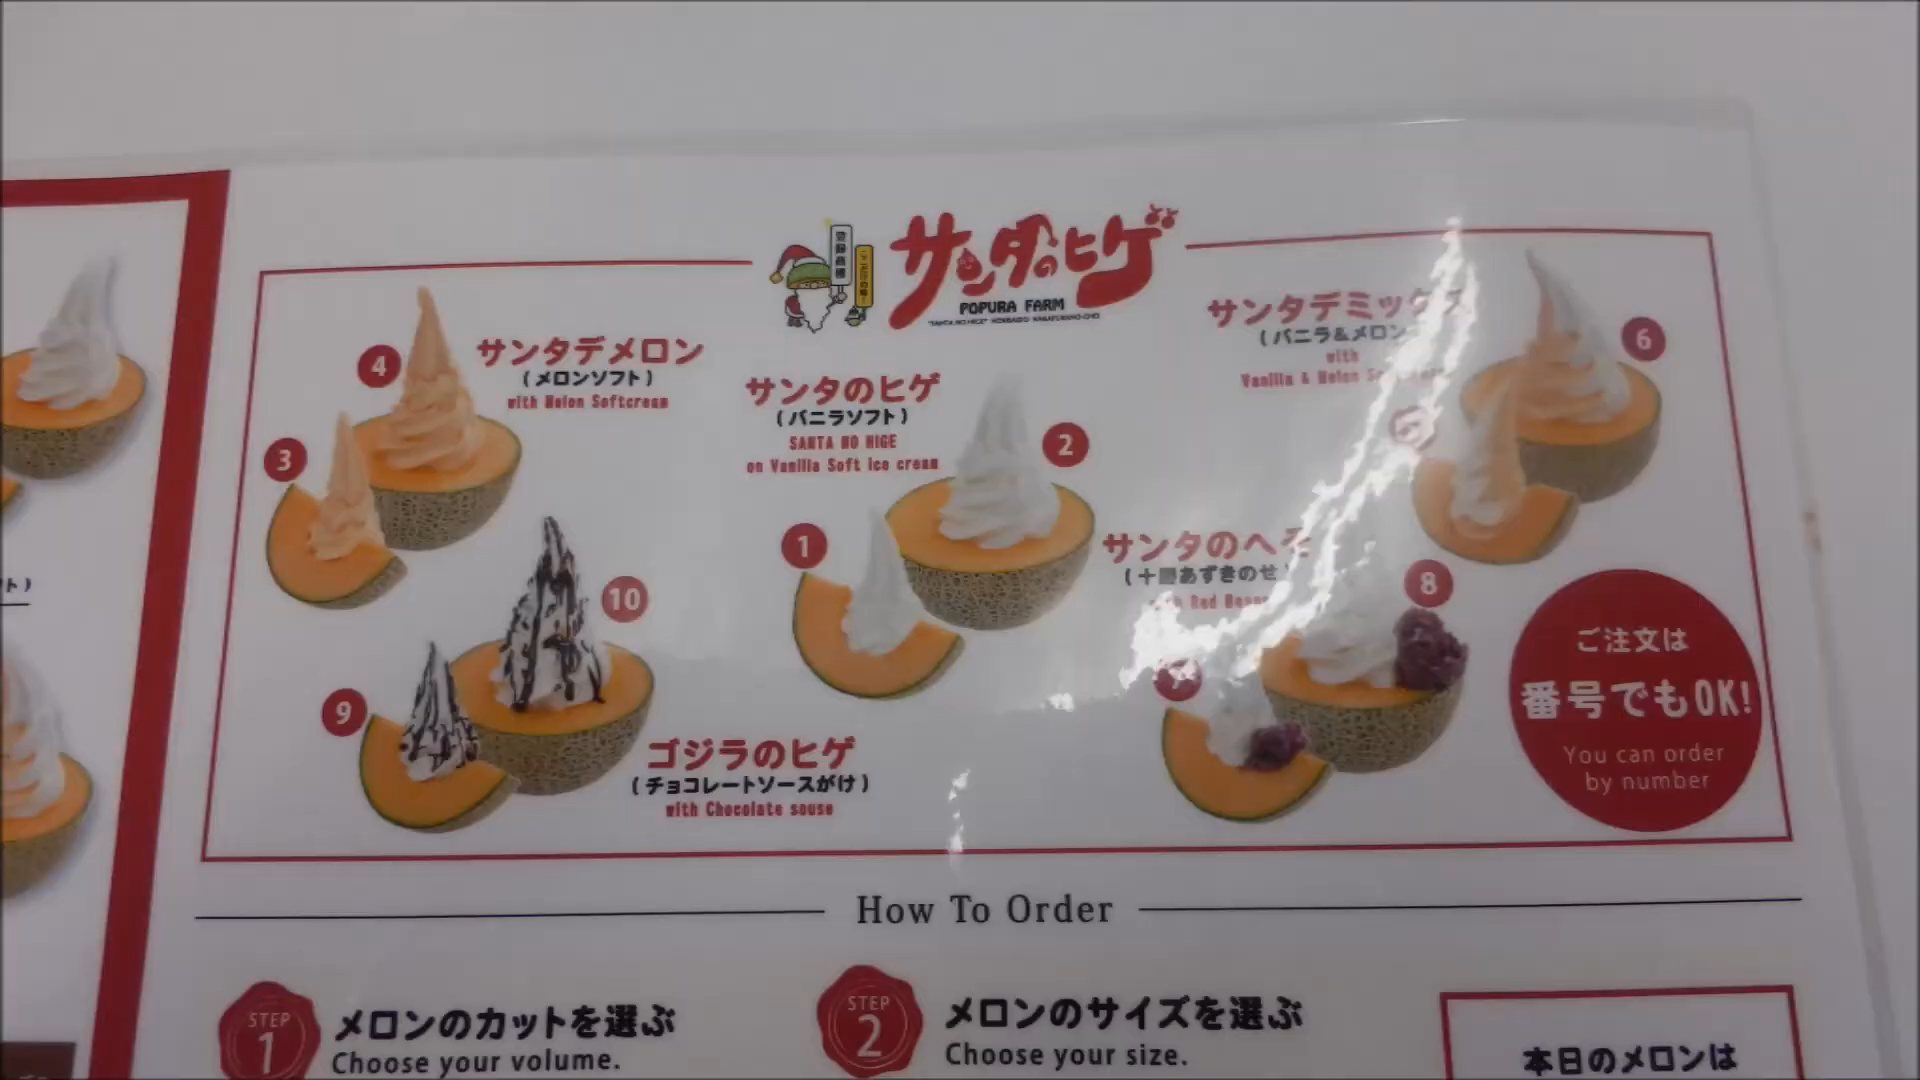 サンタのヒゲ
POPURA FARM
4
サンタデメロン
(メロンソフト)
with Melon Softcream
3
サンタのヒゲ
(バニラソフト)
SANTA NO HIGE
on Vanilla Soft Ice cream
2
1
サンタデミックス
(バニラ&メロン
with
Vanilla & Melon
6
サンタのへそ
(十勝あずきのせ)
Red Beans
8
7
10
9
ゴジラのヒゲ
(チョコレートソースがけ)
with Chocolate souse
ご注文は
番号でもOK!
You can order
by number
ト)
How To Order
STEP
1
メロンのカットを選ぶ
Choose your volume.
STEP
2
メロンのサイズを選ぶ
Choose your size.
本日のメロンは